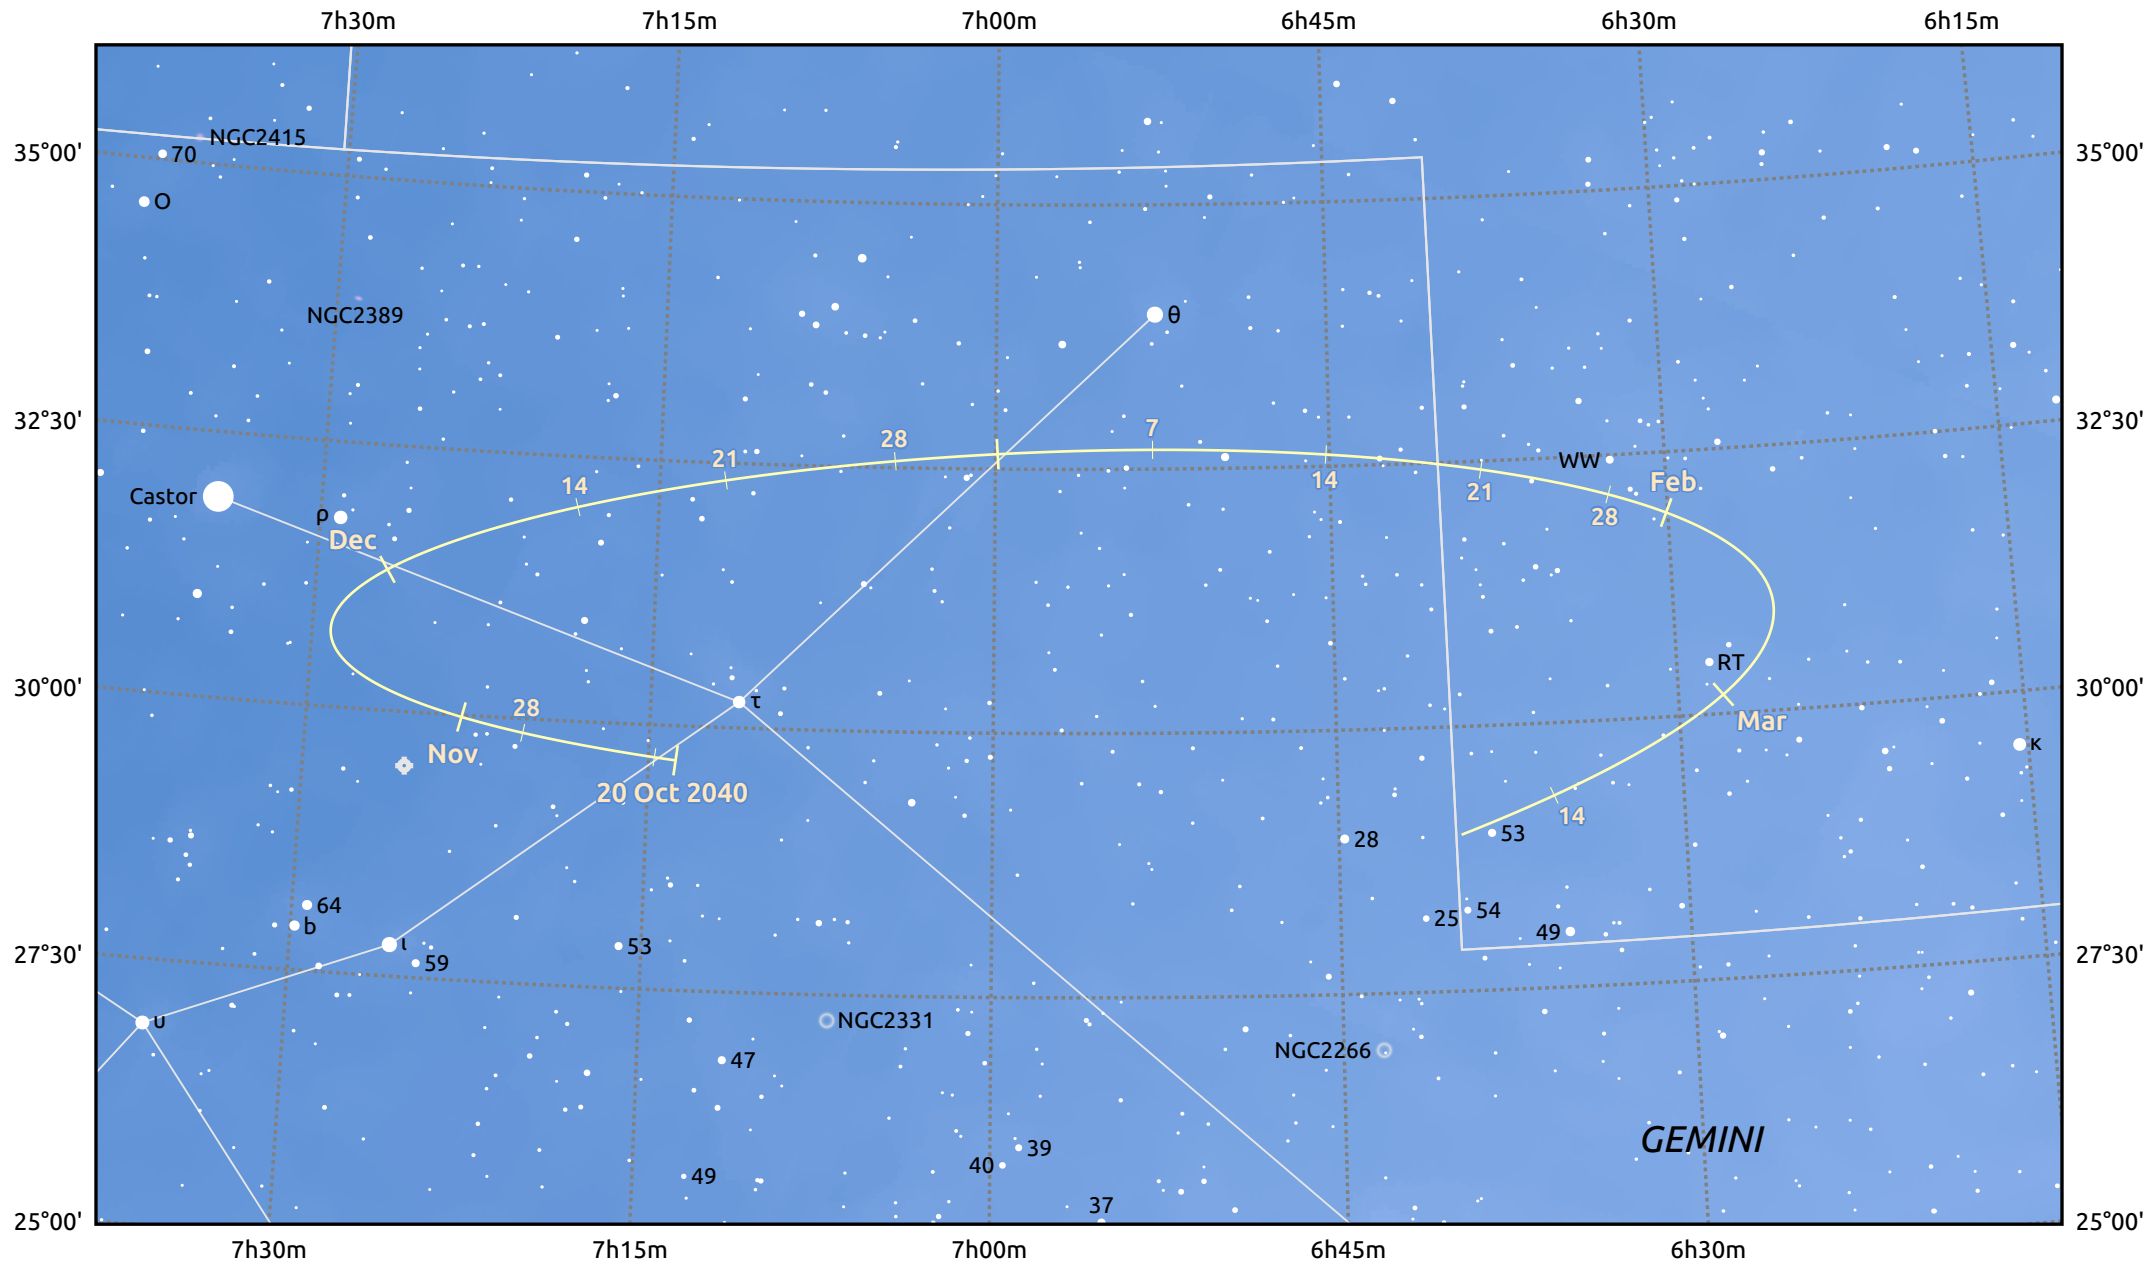 7h30m 7h15m 7h00m 6h45m 6h30m 6h15m
NGC2415
35°00' 70 35°00'
O
NGC2389 θ
32°30' 7 32°30'
28
21 WW
14 14 21 Feb
Castor 28
ρ
Dec
RT
30°00' τ 30°00'
28 Mar
Nov κ
20 Oct 2040
14
28 53
64 25 54
b 49
ι 53
27°30' 59 27°30'
υ NGC2331
47 NGC2266
GEMINI
39
40
49
37
25°00' 25°00'
7h30m 7h15m 7h00m 6h45m 6h30m